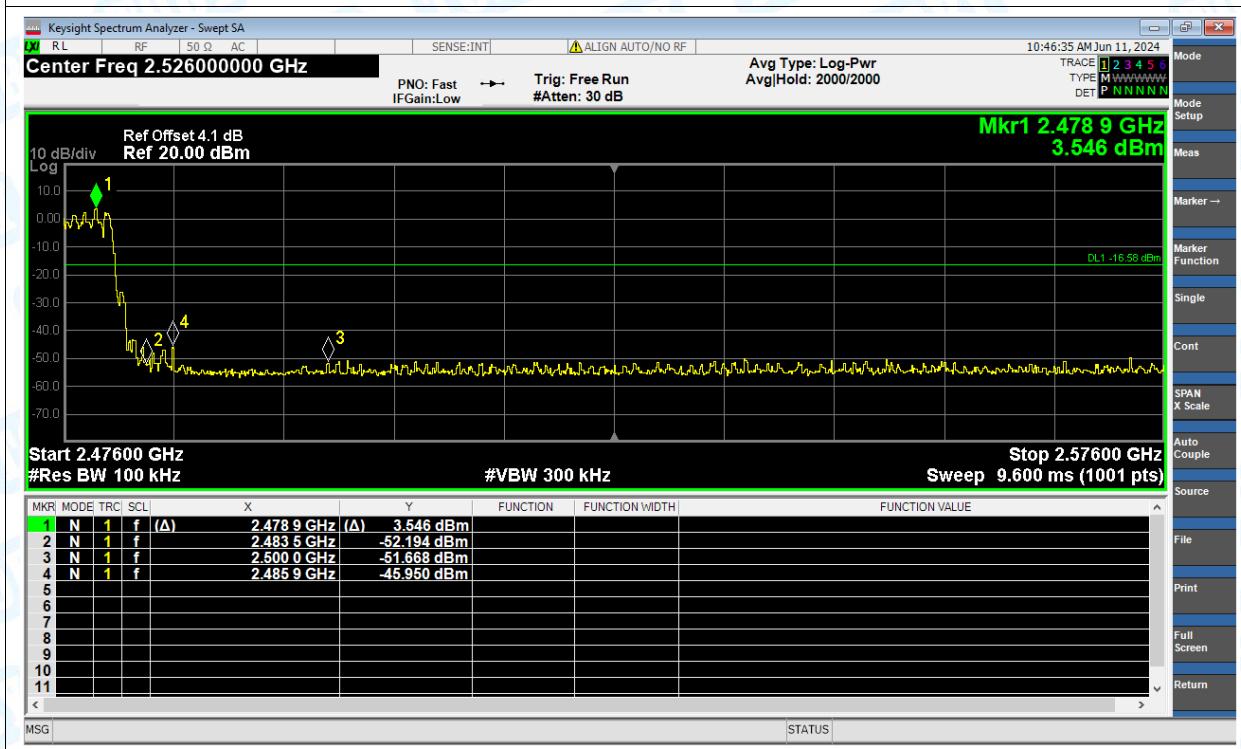 Keysight Spectrum Analyzer - Swept SA
LXI RL RF 50 Ω AC SENSE:INT ALIGN AUTO/NO RF 10:46:35 AM Jun 11, 2024
Center Freq 2.526000000 GHz
PNO: Fast
IFGain:Low
Trig: Free Run
#Atten: 30 dB
Avg Type: Log-Pwr
Avg|Hold: 2000/2000
TRACE 1 2 3 4 5 6
TYPE M WWWWW
DET P N N N N N
Ref Offset 4.1 dB
10 dB/div Ref 20.00 dBm
Log
Mkr1 2.478 9 GHz
3.546 dBm
10.0
0.00
-10.0
-20.0
-30.0
-40.0
-50.0
-60.0
-70.0
1
2
4
3
DL1 -16.58 dBm
Start 2.47600 GHz Stop 2.57600 GHz
#Res BW 100 kHz #VBW 300 kHz Sweep 9.600 ms (1001 pts)
MKR MODE TRC SCL X Y FUNCTION FUNCTION WIDTH FUNCTION VALUE
1 N 1 f (Δ) 2.478 9 GHz (Δ) 3.546 dBm
2 N 1 f 2.483 5 GHz -52.194 dBm
3 N 1 f 2.500 0 GHz -51.668 dBm
4 N 1 f 2.485 9 GHz -45.950 dBm
5
6
7
8
9
10
11
MSG STATUS
Mode
Mode
Setup
Meas
Marker →
Marker
Function
Single
Cont
SPAN
X Scale
Auto
Couple
Source
File
Print
Full
Screen
Return